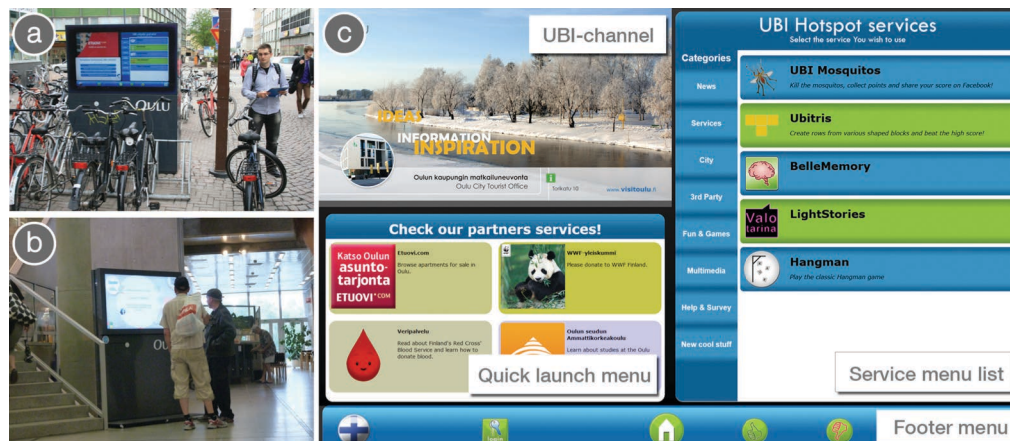 a
OULU
b
OU
c
UBI-channel
IDEAS
INFORMATION
INSPIRATION
Oulun kaupungin matkailuneuvonta
Oulu City Tourist Office
i
Torikatu 10
www.visitoulu.fi
Check our partners services!
Katso Oulun
asunto-
tarjonta
ETUOVI.COM
Etuovi.com
Browse apartments for sale in
Oulu.
WWF
WWF-yleiskummi
Please donate to WWF Finland.
Veripalvelu
Read about Finland's Red Cross'
Blood Service and learn how to
donate blood.
Oulun seudun
Ammattikorkeakoulu
Learn about studies at the Oulu
Quick launch menu
UBI Hotspot services
Select the service You wish to use
Categories
News
Services
City
3rd Party
Fun & Games
Multimedia
Help & Survey
New cool stuff
UBI Mosquitos
Kill the mosquitos, collect points and share your score on Facebook!
Ubitris
Create rows from various shaped blocks and beat the high score!
BelleMemory
Valo
tarina
LightStories
Hangman
Play the classic Hangman game
Service menu list
Footer menu